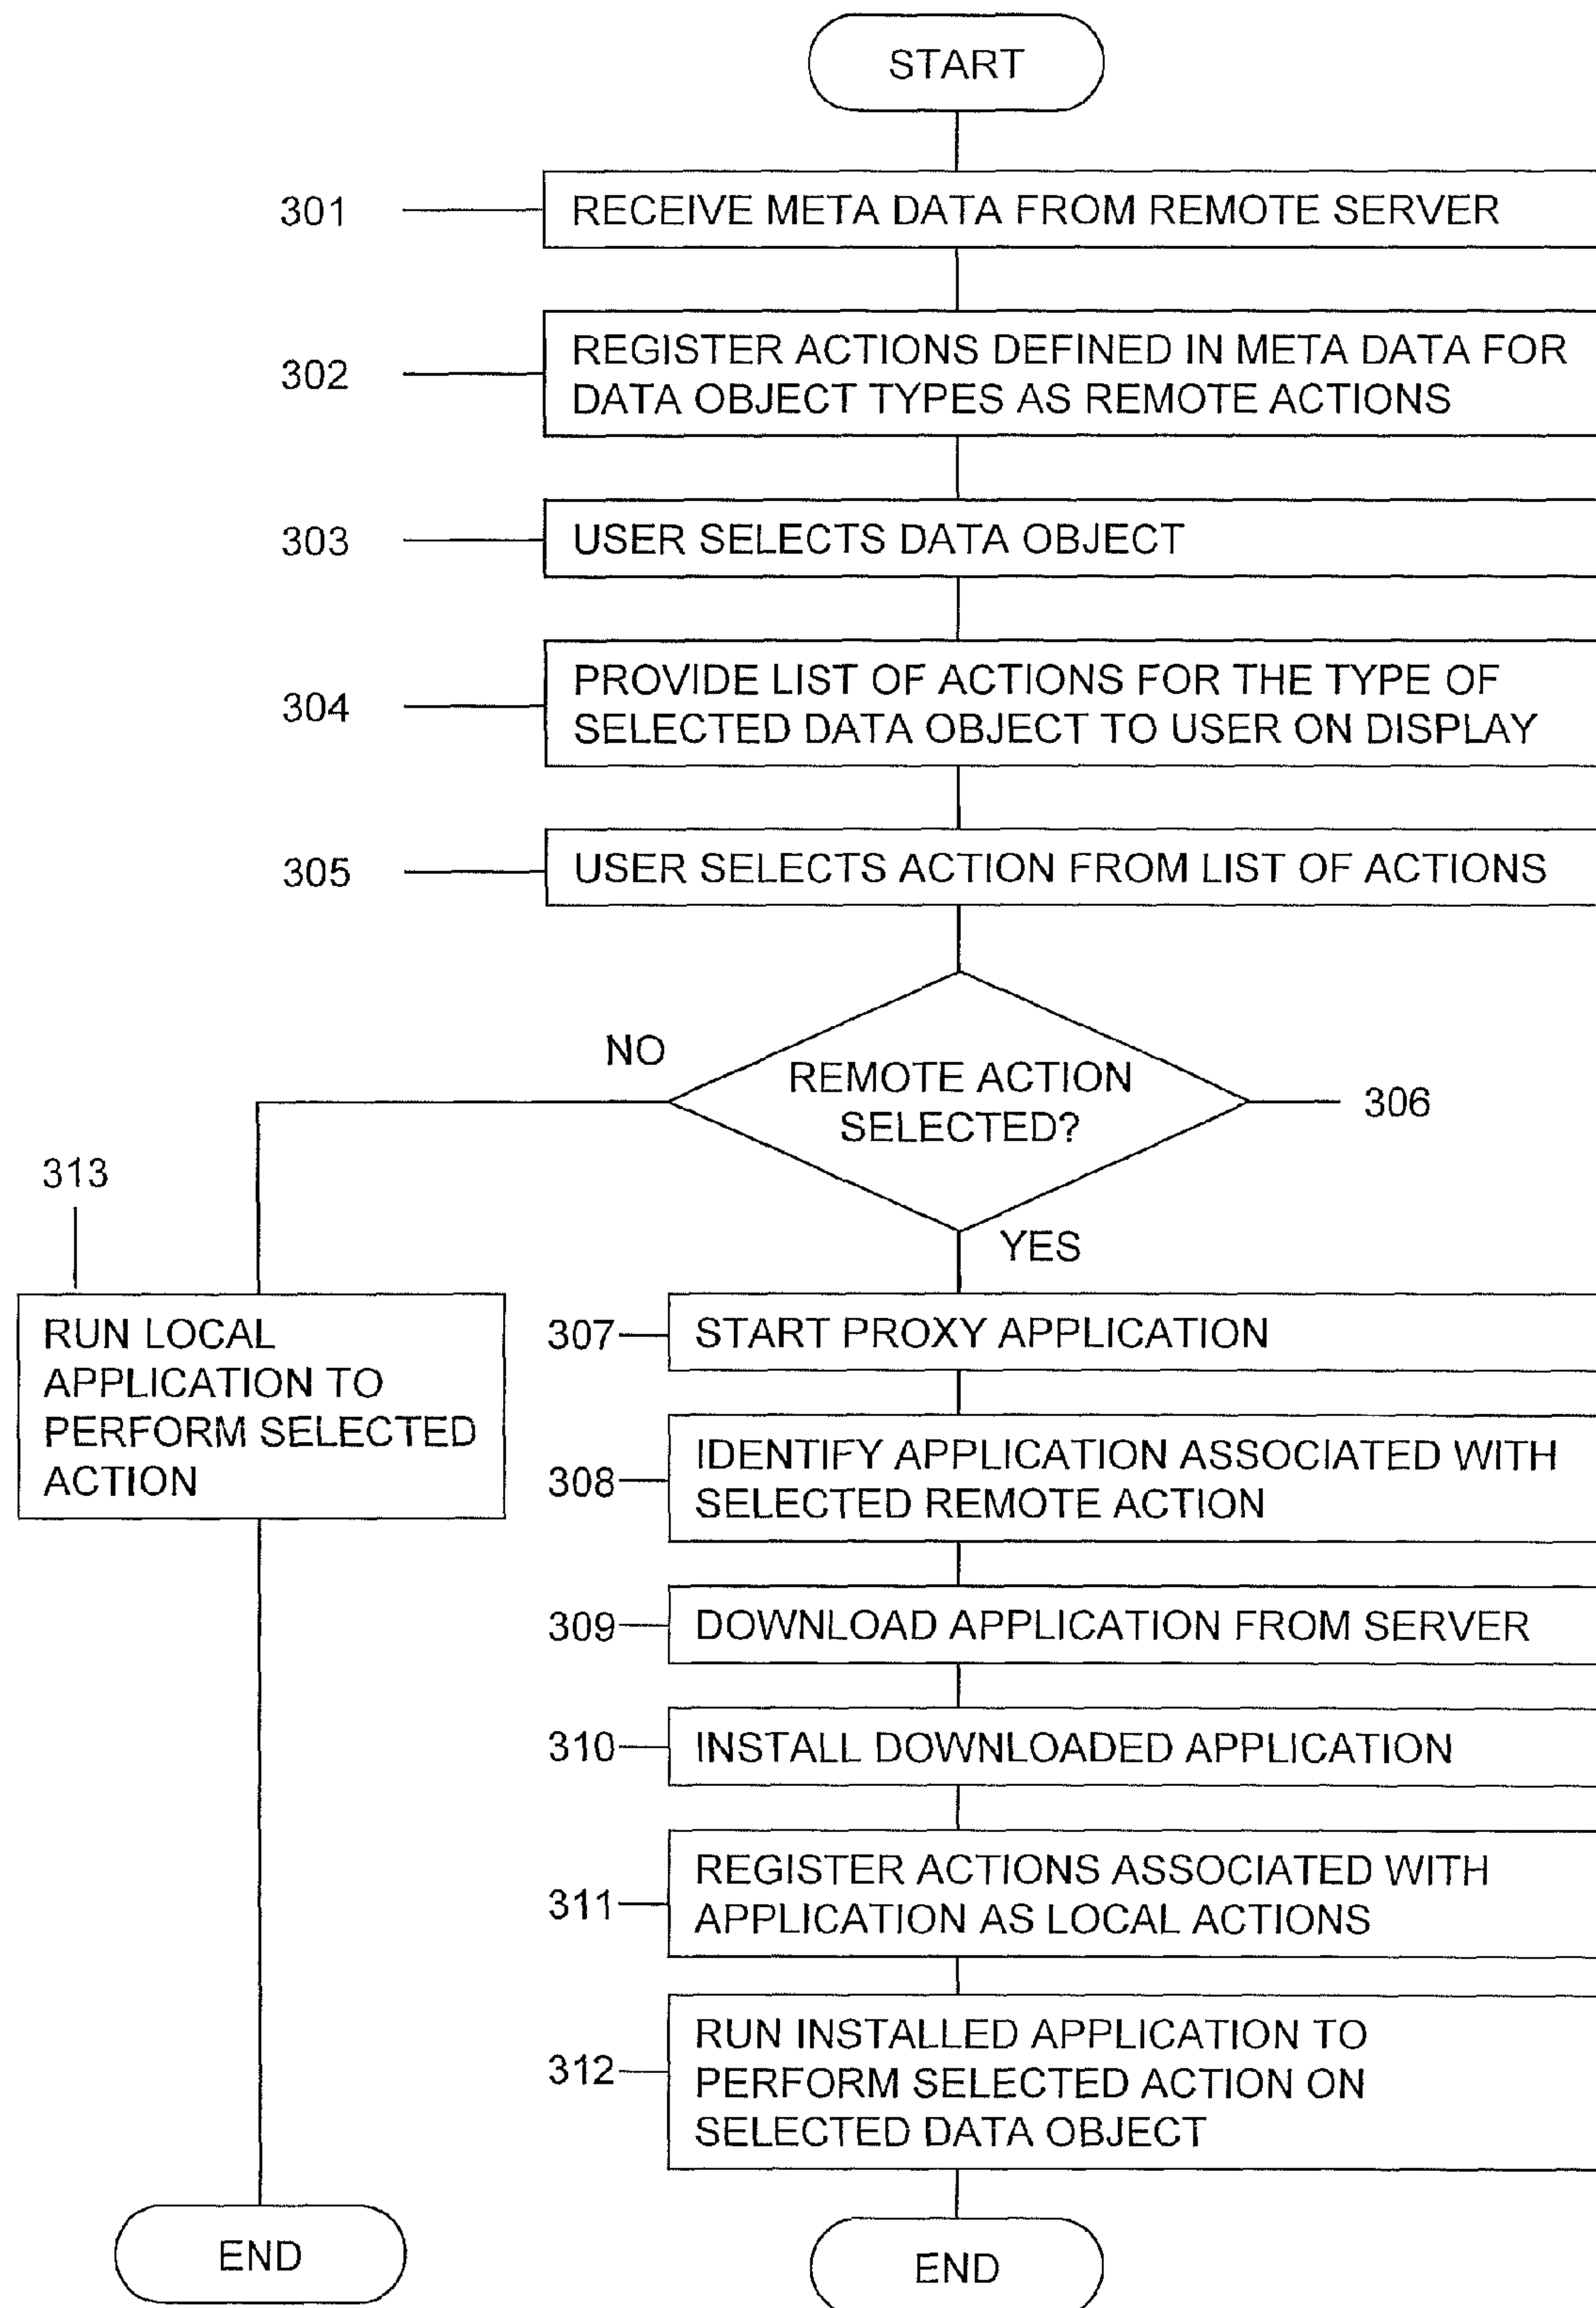 START
301
RECEIVE META DATA FROM REMOTE SERVER
302
REGISTER ACTIONS DEFINED IN META DATA FOR
DATA OBJECT TYPES AS REMOTE ACTIONS
303
USER SELECTS DATA OBJECT
304
PROVIDE LIST OF ACTIONS FOR THE TYPE OF
SELECTED DATA OBJECT TO USER ON DISPLAY
305
USER SELECTS ACTION FROM LIST OF ACTIONS
NO
REMOTE ACTION
SELECTED?
306
YES
313
RUN LOCAL
APPLICATION TO
PERFORM SELECTED
ACTION
END
307
START PROXY APPLICATION
308
IDENTIFY APPLICATION ASSOCIATED WITH
SELECTED REMOTE ACTION
309
DOWNLOAD APPLICATION FROM SERVER
310
INSTALL DOWNLOADED APPLICATION
311
REGISTER ACTIONS ASSOCIATED WITH
APPLICATION AS LOCAL ACTIONS
312
RUN INSTALLED APPLICATION TO
PERFORM SELECTED ACTION ON
SELECTED DATA OBJECT
END